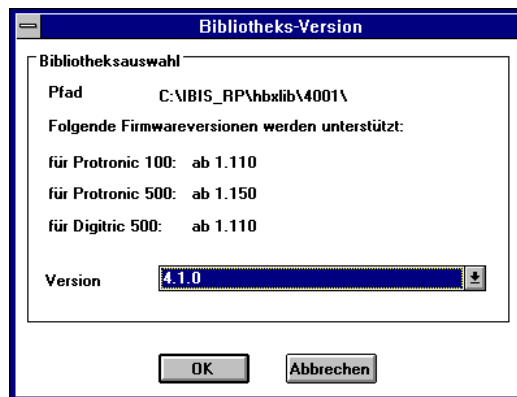 Bibliotheks-Version
Bibliotheksauswahl
Pfad C:\IBIS_RP\hbxlib\4001\
Folgende Firmwareversionen werden unterstützt:
für Protronic 100: ab 1.110
für Protronic 500: ab 1.150
für Digitric 500: ab 1.110
Version 4.1.0
OK Abbrechen